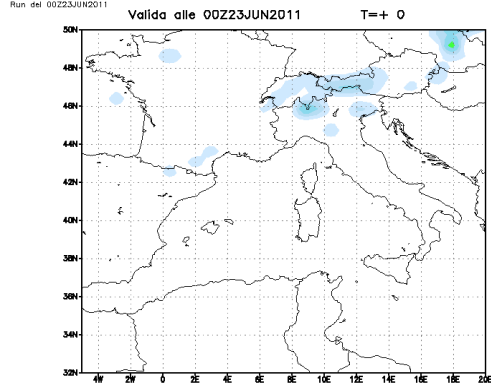 Run del 00Z23JUN2011
Valida alle 00Z23JUN2011 T=+ 0
50N
48N
46N
44N
42N
40N
38N
36N
34N
32N
4W 2W 0 2E 4E 6E 8E 10E 12E 14E 16E 18E 20E